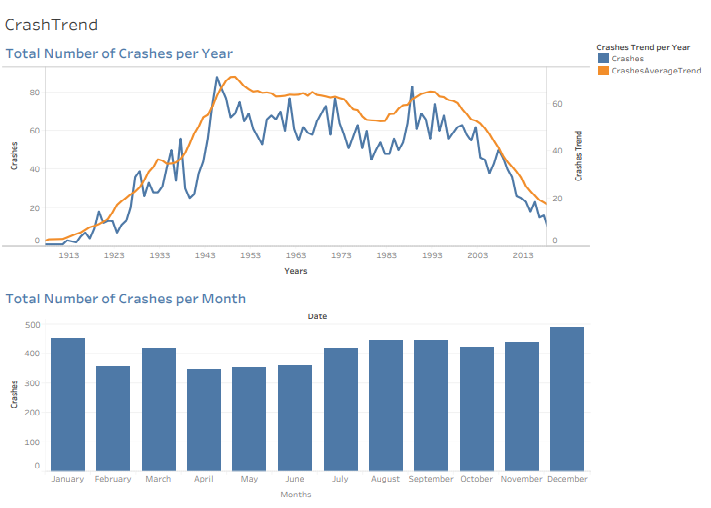 CrashTrend
Total Number of Crashes per Year
Crashes Trend per Year
Crashes
CrashesAverageTrend
80
60
40
20
0
Crashes
60
40
20
0
Crashes Trend
1913 1923 1933 1943 1953 1963 1973 1983 1993 2003 2013
Years
Total Number of Crashes per Month
Date
500
400
300
200
100
0
Crashes
January February March April May June July August September October November December
Months